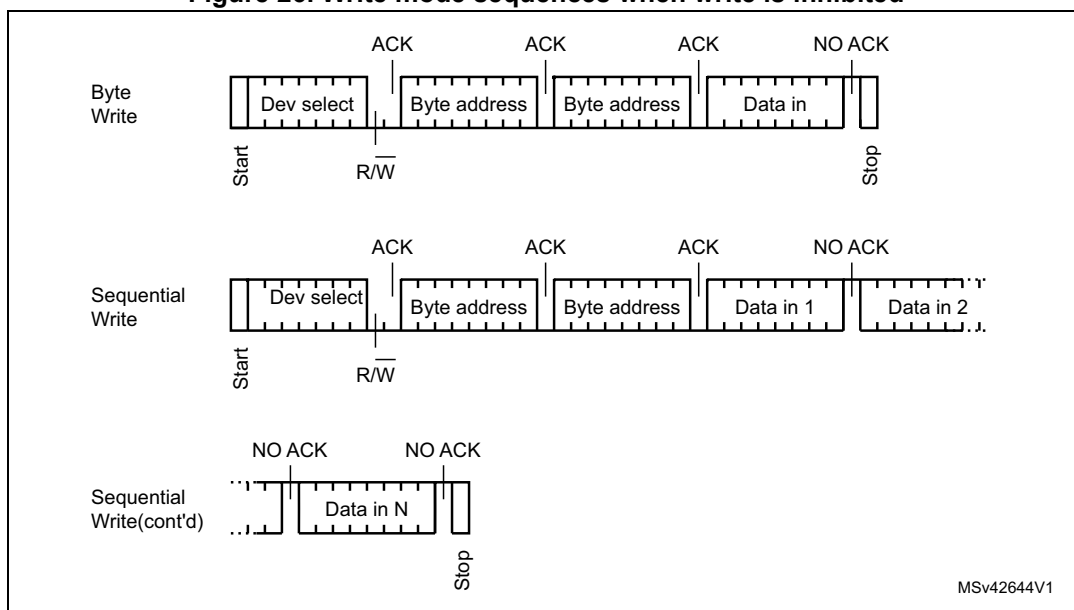 Figure 26. Write mode sequences when write is inhibited
ACK ACK ACK NO ACK
Byte
Write
Dev select Byte address Byte address Data in
Start R/W Stop
ACK ACK ACK NO ACK
Sequential
Write
Dev select Byte address Byte address Data in 1 Data in 2
Start R/W
NO ACK NO ACK
Sequential
Write(cont'd)
Data in N
Stop
MSv42644V1